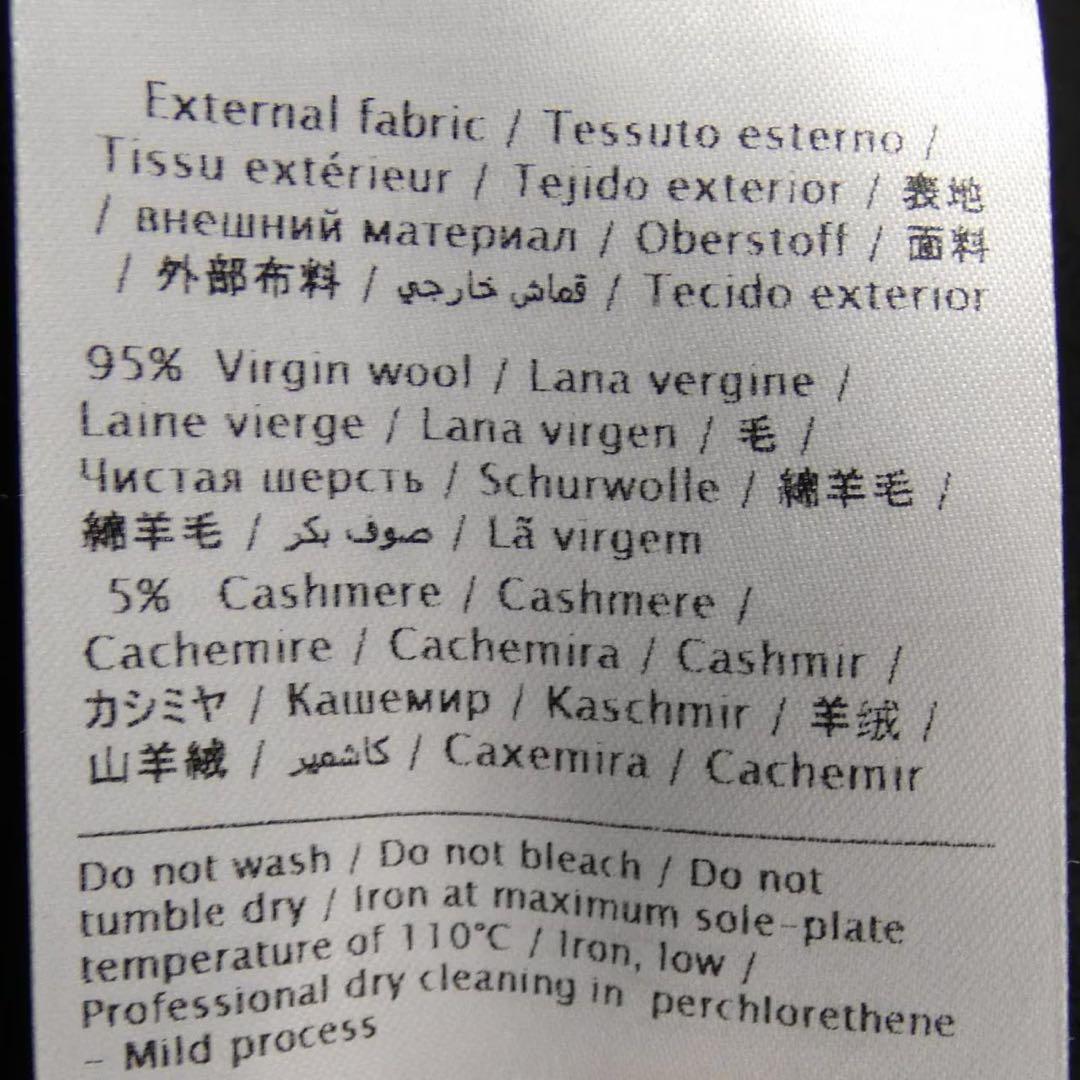 External fabric / Tessuto esterno /
Tissu extérieur / Tejido exterior / 表地
/ внешний материал / Oberstoff / 面料
/ 外部布料 / قماش خارجي / Tecido exterior
95% Virgin wool / Lana vergine /
Laine vierge / Lana virgen / 毛 /
Чистая шерсть / Schurwolle / 綿羊毛 /
綿羊毛 / صوف بكر / Lã virgem
5% Cashmere / Cashmere /
Cachemire / Cachemira / Cashmir /
カシミヤ / Кашемир / Kaschmir / 羊绒 /
山羊絨 / كاشمير / Caxemira / Cachemir
Do not wash / Do not bleach / Do not
tumble dry / Iron at maximum sole-plate
temperature of 110°C / Iron, low /
Professional dry cleaning in perchlorethene
- Mild process